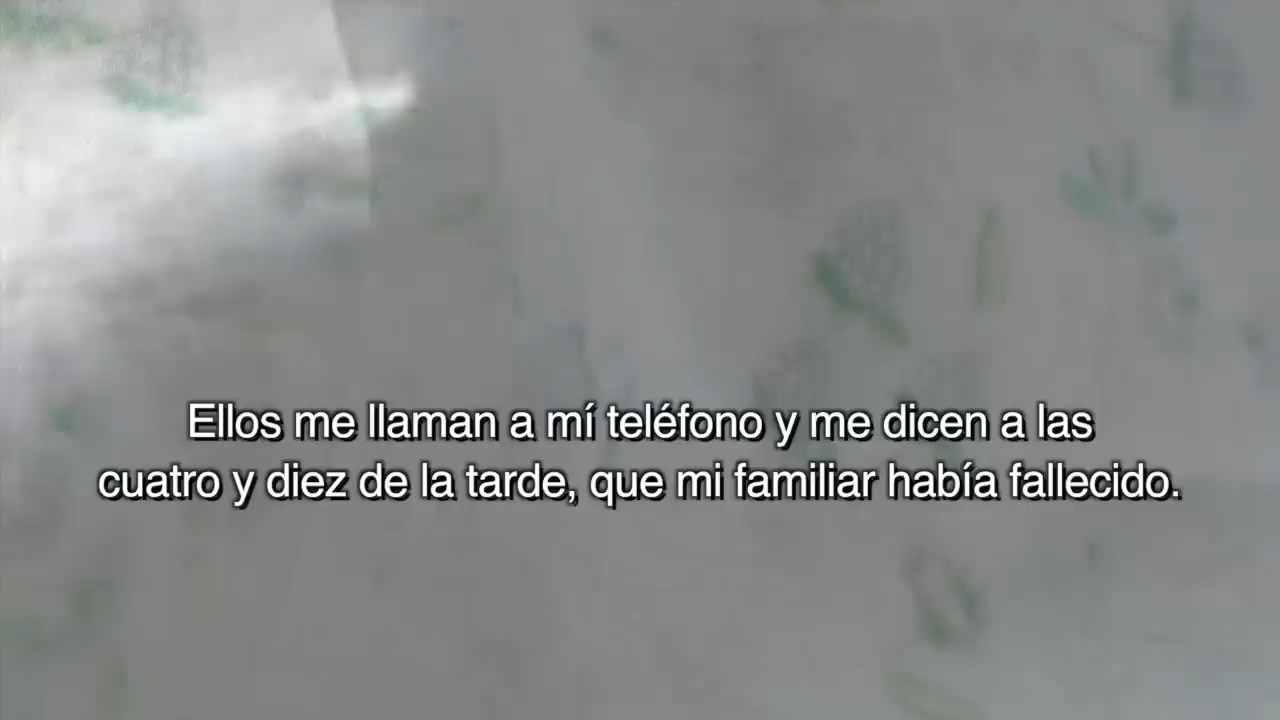 Ellos me llaman a mí teléfono y me dicen a las
cuatro y diez de la tarde, que mi familiar había fallecido.